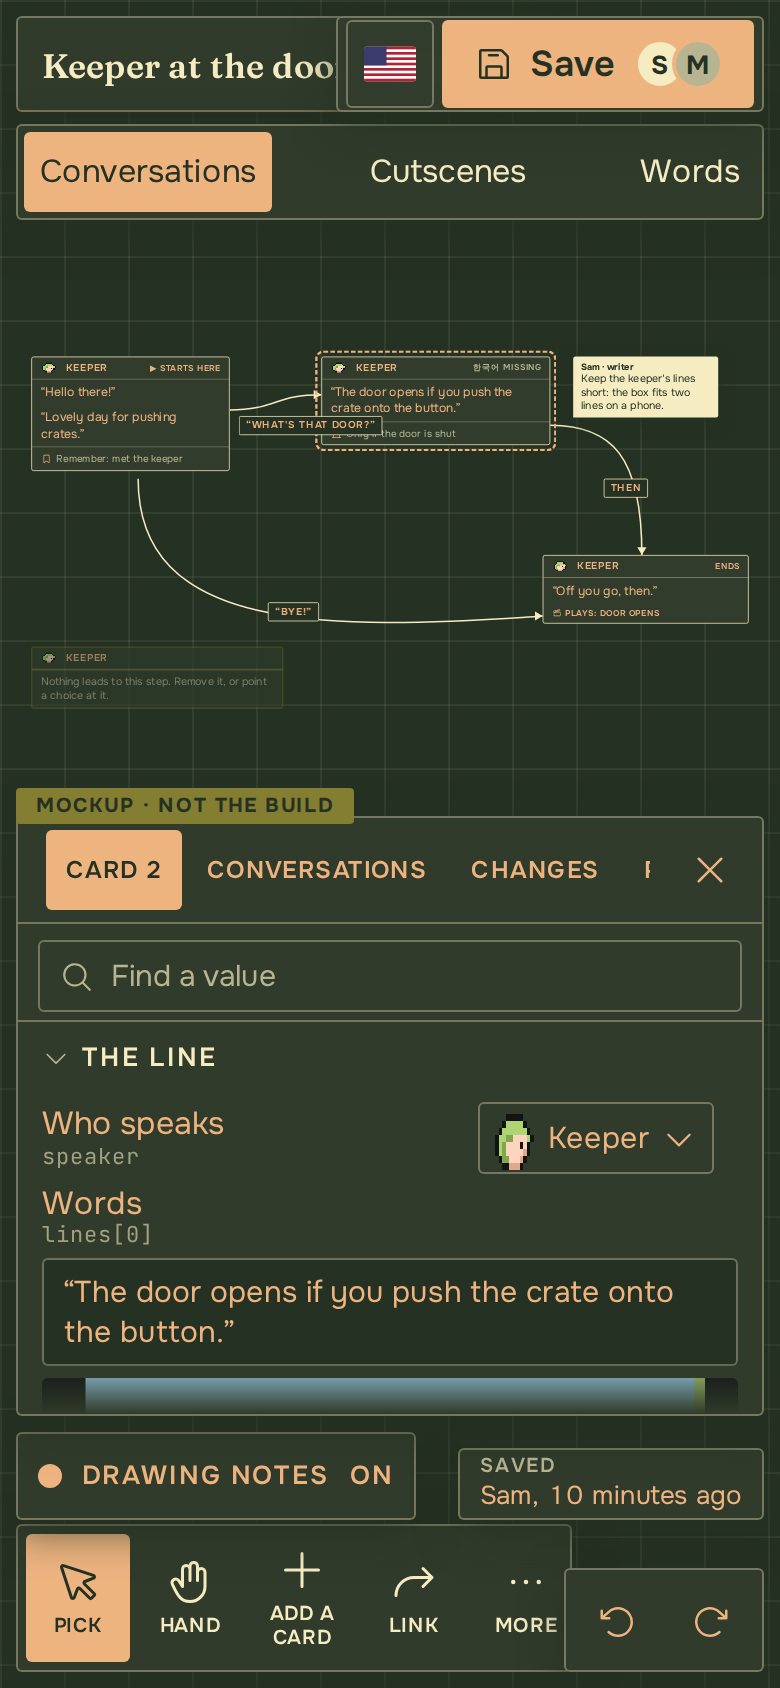 Keeper at the doo
Save
S
M
Conversations
Cutscenes
Words
KEEPER
▶ STARTS HERE
“Hello there!”
“Lovely day for pushing
crates.”
Remember: met the keeper
“WHAT'S THAT DOOR?”
KEEPER
한국어 MISSING
“The door opens if you push the
crate onto the button.”
the door is shut
Sam · writer
Keep the keeper's lines
short: the box fits two
lines on a phone.
THEN
KEEPER
ENDS
“Off you go, then.”
PLAYS: DOOR OPENS
“BYE!”
KEEPER
Nothing leads to this step. Remove it, or point
a choice at it.
MOCKUP · NOT THE BUILD
CARD 2
CONVERSATIONS
CHANGES
Find a value
THE LINE
Who speaks
speaker
Keeper
Words
lines[0]
“The door opens if you push the crate onto
the button.”
DRAWING NOTES ON
SAVED
Sam, 10 minutes ago
PICK
HAND
ADD A
CARD
LINK
MORE